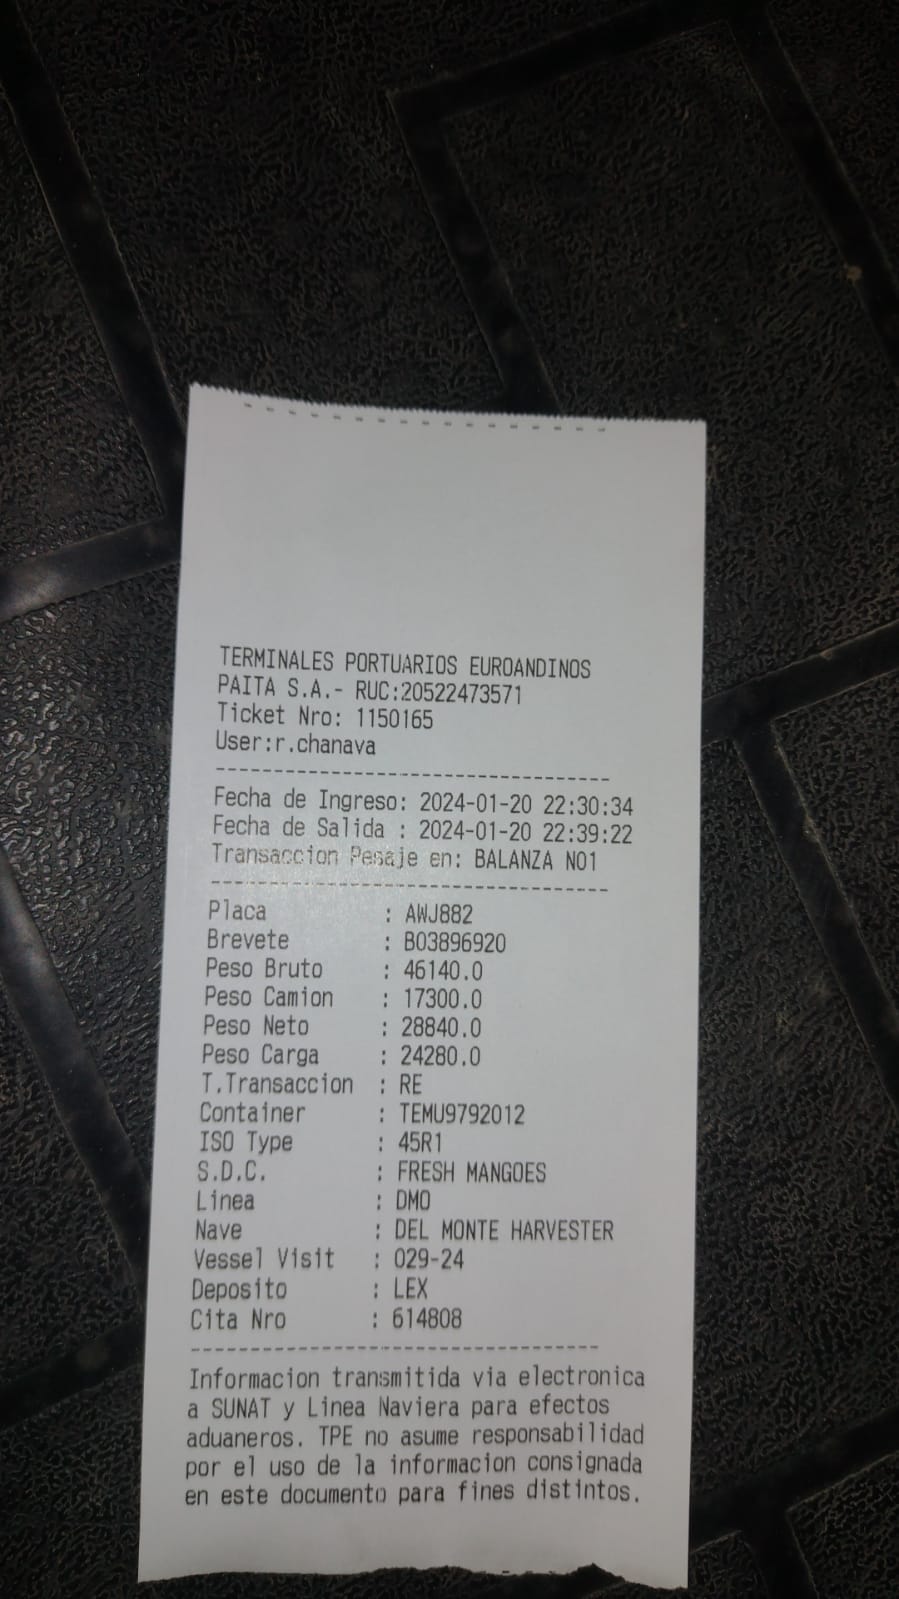 TERMINALES PORTUARIOS EUROANDINOS
PAITA S.A.- RUC:20522473571
Ticket Nro: 1150165
User:r.chanava
----------------------------------
Fecha de Ingreso: 2024-01-20 22:30:34
Fecha de Salida : 2024-01-20 22:39:22
Transaccion Pesaje en: BALANZA NO1
----------------------------------
Placa : AWJ882
Brevete : B03896920
Peso Bruto : 46140.0
Peso Camion : 17300.0
Peso Neto : 28840.0
Peso Carga : 24280.0
T.Transaccion : RE
Container : TEMU9792012
ISO Type : 45R1
S.D.C. : FRESH MANGOES
Linea : DMO
Nave : DEL MONTE HARVESTER
Vessel Visit : 029-24
Deposito : LEX
Cita Nro : 614808
----------------------------------
Informacion transmitida via electronica
a SUNAT y Linea Naviera para efectos
aduaneros. TPE no asume responsabilidad
por el uso de la informacion consignada
en este documento para fines distintos.